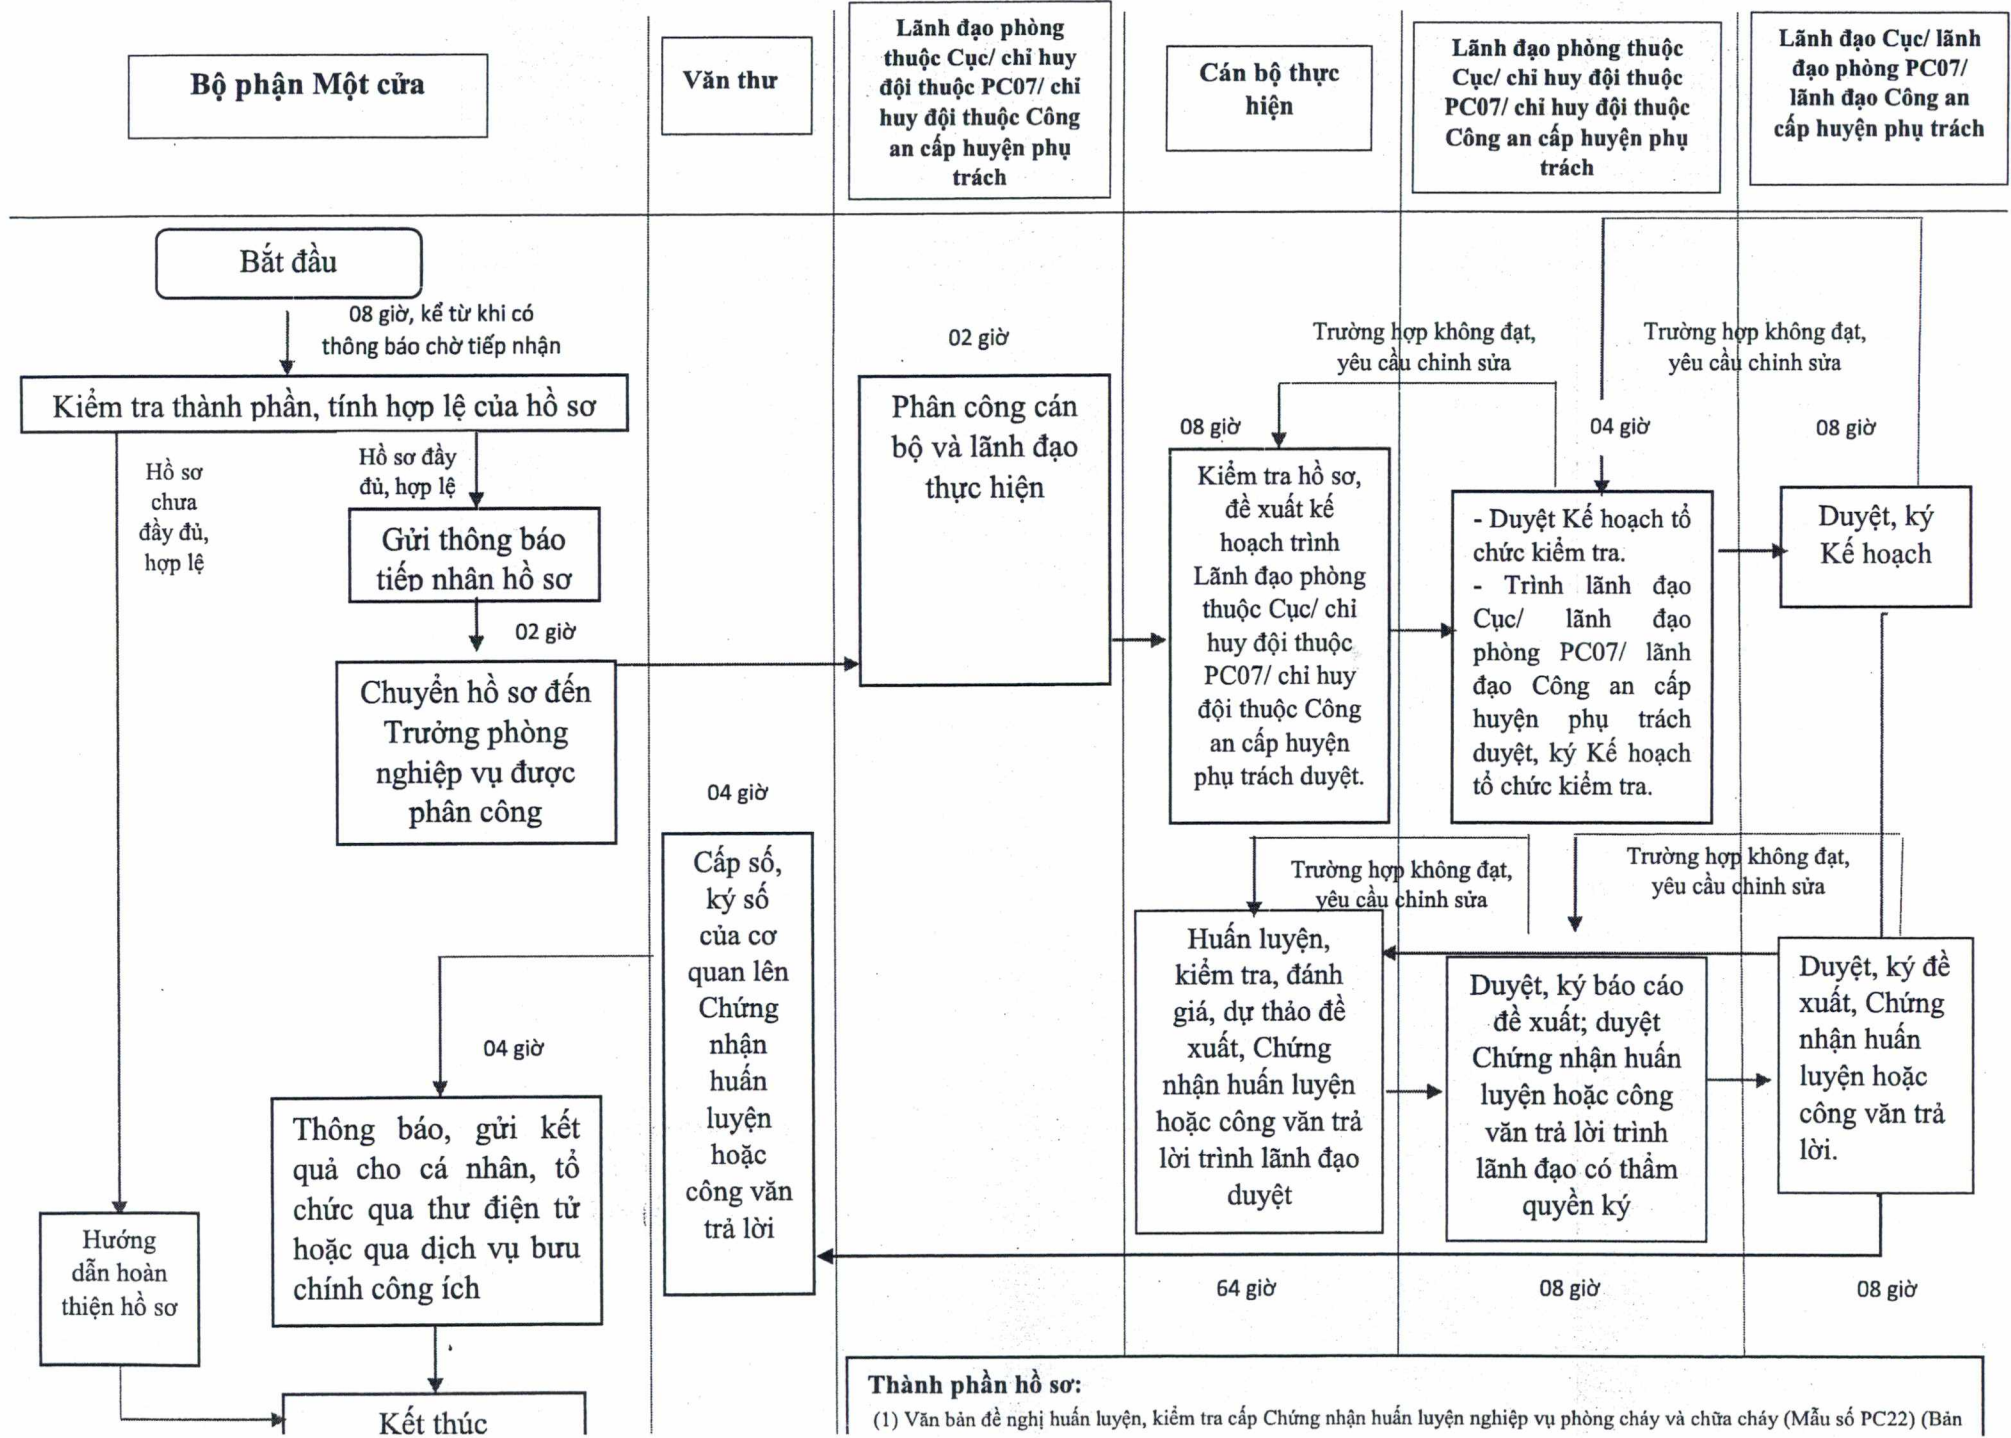 Bộ phận Một cửa
Văn thư
Lãnh đạo phòng
thuộc Cục/ chỉ huy
đội thuộc PC07/ chỉ
huy đội thuộc Công
an cấp huyện phụ
trách
Cán bộ thực
hiện
Lãnh đạo phòng thuộc
Cục/ chỉ huy đội thuộc
PC07/ chỉ huy đội thuộc
Công an cấp huyện phụ
trách
Lãnh đạo Cục/ lãnh
đạo phòng PC07/
lãnh đạo Công an
cấp huyện phụ trách
Bắt đầu
08 giờ, kể từ khi có
thông báo chờ tiếp nhận
Kiểm tra thành phần, tính hợp lệ của hồ sơ
Hồ sơ
chưa
đầy đủ,
hợp lệ
Hồ sơ đầy
đủ, hợp lệ
Gửi thông báo
tiếp nhân hồ sơ
02 giờ
Chuyển hồ sơ đến
Trưởng phòng
nghiệp vụ được
phân công
02 giờ
Phân công cán
bộ và lãnh đạo
thực hiện
Trường hợp không đạt,
yêu cầu chỉnh sửa
08 giờ
Kiểm tra hồ sơ,
đề xuất kế
hoạch trình
Lãnh đạo phòng
thuộc Cục/ chỉ
huy đội thuộc
PC07/ chỉ huy
đội thuộc Công
an cấp huyện
phụ trách duyệt.
Trường hợp không đạt,
yêu cầu chỉnh sửa
04 giờ
- Duyệt Kế hoạch tổ
chức kiểm tra.
- Trình lãnh đạo
Cục/ lãnh đạo
phòng PC07/ lãnh
đạo Công an cấp
huyện phụ trách
duyệt, ký Kế hoạch
tổ chức kiểm tra.
08 giờ
Duyệt, ký
Kế hoạch
04 giờ
Cấp số,
ký số
của cơ
quan lên
Chứng
nhận
huấn
luyện
hoặc
công văn
trả lời
Trường hợp không đạt,
yêu cầu chỉnh sửa
Huấn luyện,
kiểm tra, đánh
giá, dự thảo đề
xuất, Chứng
nhận huấn luyện
hoặc công văn trả
lời trình lãnh đạo
duyệt
Trường hợp không đạt,
yêu cầu chỉnh sửa
Duyệt, ký báo cáo
đề xuất; duyệt
Chứng nhận huấn
luyện hoặc công
văn trả lời trình
lãnh đạo có thẩm
quyền ký
Duyệt, ký đề
xuất, Chứng
nhận huấn
luyện hoặc
công văn trả
lời.
64 giờ
08 giờ
08 giờ
04 giờ
Thông báo, gửi kết
quả cho cá nhân, tổ
chức qua thư điện tử
hoặc qua dịch vụ bưu
chính công ích
Hướng
dẫn hoàn
thiện hồ sơ
Kết thúc
Thành phần hồ sơ:
(1) Văn bản đề nghị huấn luyện, kiểm tra cấp Chứng nhận huấn luyện nghiệp vụ phòng cháy và chữa cháy (Mẫu số PC22) (Bản